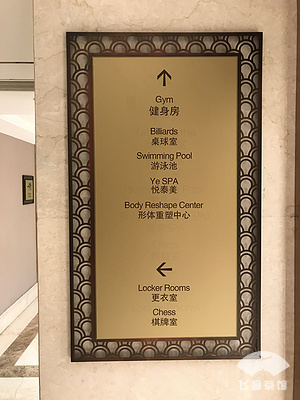 Gym
健身房
Billiards
桌球室
Swimming Pool
游泳池
Ye SPA
悦泰美
Body Reshape Center
形体重塑中心
Locker Rooms
更衣室
Chess
棋牌室